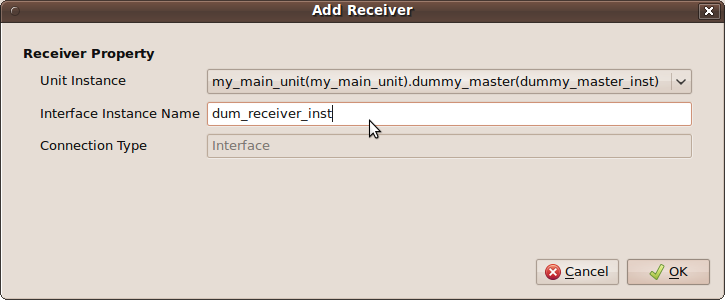 Add Receiver
Receiver Property
Unit Instance my_main_unit(my_main_unit).dummy_master(dummy_master_inst)
Interface Instance Name dum_receiver_inst
Connection Type Interface
Cancel OK